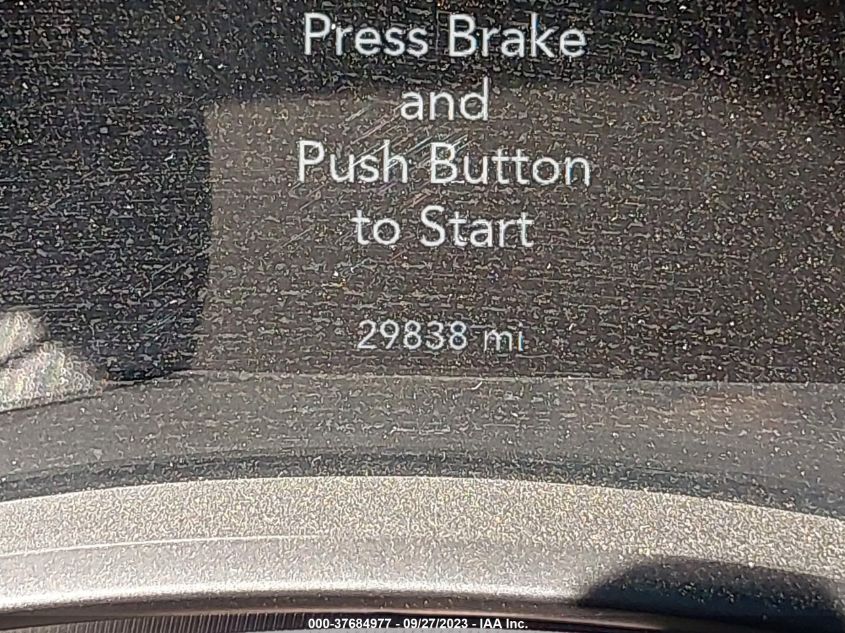 Press Brake
and
Push Button
to Start
29838 mi
000-37684977 - 09/27/2023 - IAA Inc.